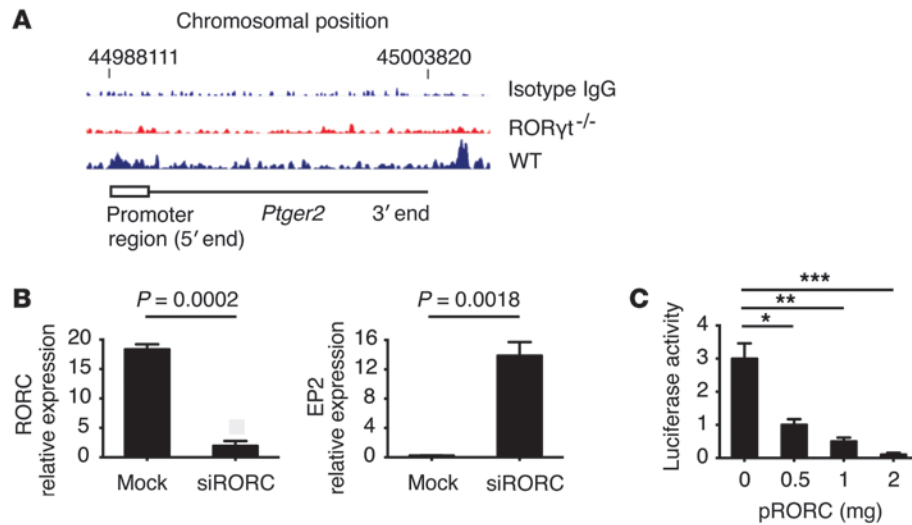 A
Chromosomal position
44988111 45003820
Isotype IgG
RORγt-/-
WT
Promoter region (5′ end) Ptger2 3′ end
B
P = 0.0002
RORC relative expression
20
15
10
5
0
Mock siRORC
P = 0.0018
EP2 relative expression
16
12
8
4
0
Mock siRORC
C
***
**
*
Luciferase activity
4
3
2
1
0
0 0.5 1 2
pRORC (mg)